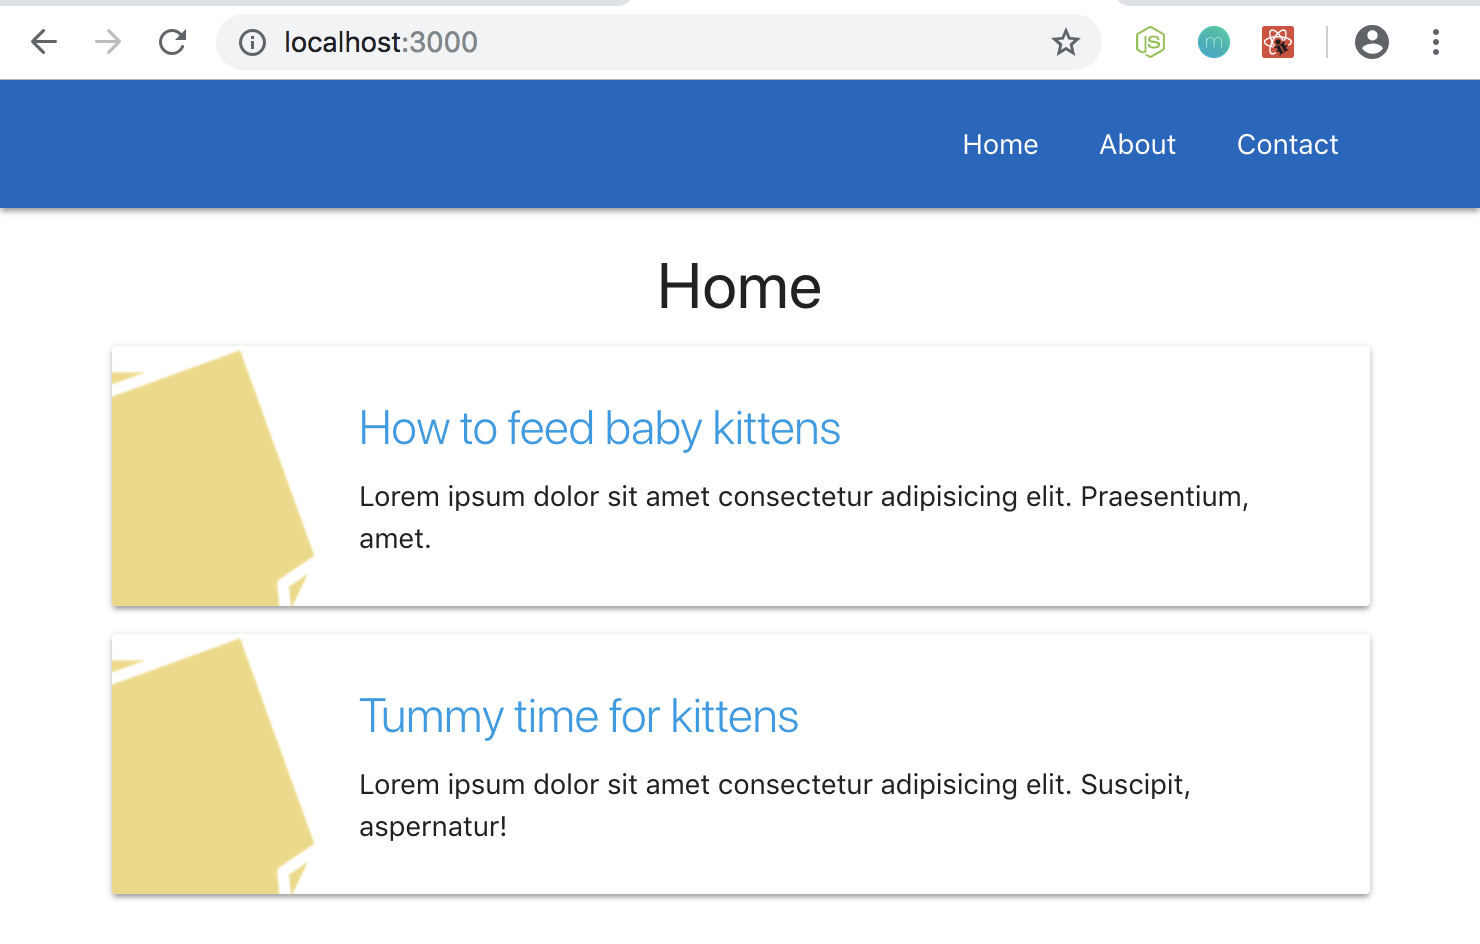 localhost:3000
JS
m
Home About Contact
Home
How to feed baby kittens
Lorem ipsum dolor sit amet consectetur adipisicing elit. Praesentium,
amet.
Tummy time for kittens
Lorem ipsum dolor sit amet consectetur adipisicing elit. Suscipit,
aspernatur!